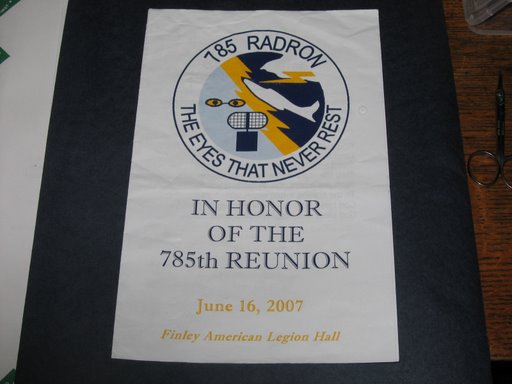 785 RADRON
THE EYES THAT NEVER REST
IN HONOR
OF THE
785th REUNION
June 16, 2007
Finley American Legion Hall